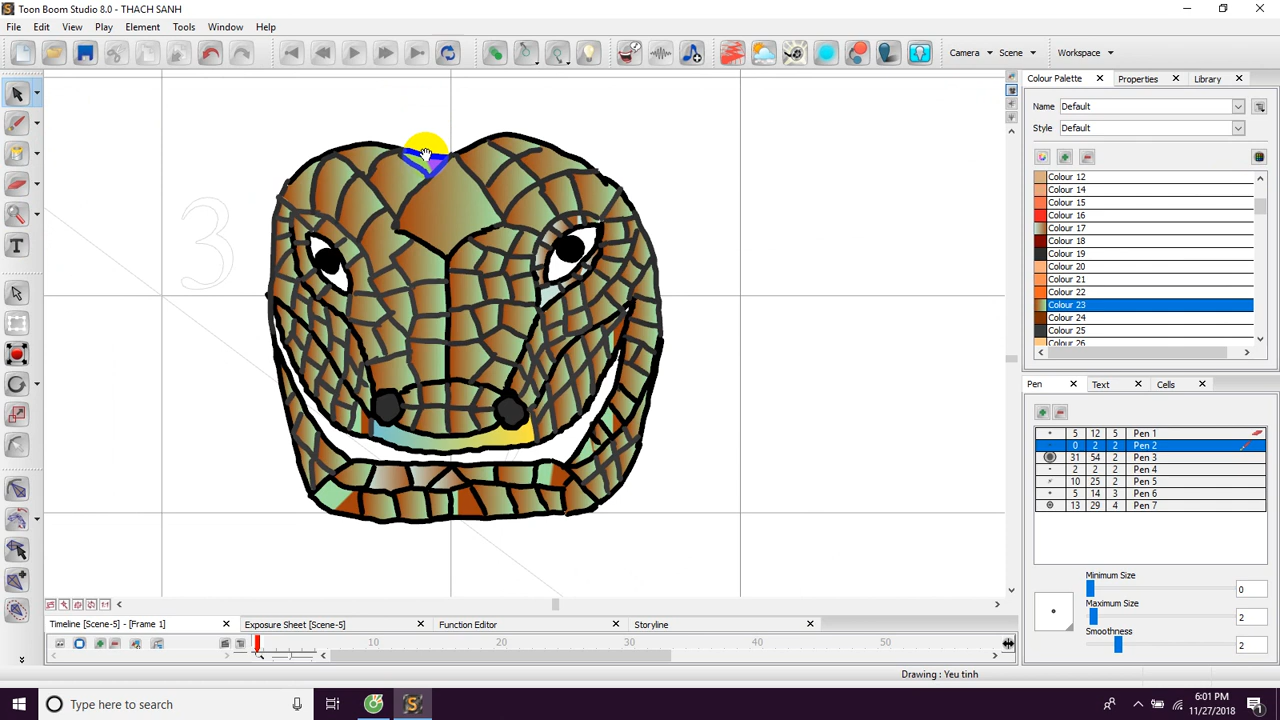 Toon Boom Studio 8.0 - THACH SANH
File Edit View Play Element Tools Window Help
Camera Scene Workspace
Colour Palette Properties Library
Name Default
Style Default
Colour 12
Colour 14
Colour 15
Colour 16
Colour 17
Colour 18
Colour 19
Colour 20
Colour 21
Colour 22
Colour 23
Colour 24
Colour 25
Colour 26
3
Pen Text Cells
5 12 5 Pen 1
0 2 2 Pen 2
31 54 2 Pen 3
2 2 2 Pen 4
10 25 2 Pen 5
5 14 3 Pen 6
13 29 4 Pen 7
Minimum Size
0
Maximum Size
2
Smoothness
2
Timeline [Scene-5] - [Frame 1] Exposure Sheet [Scene-5] Function Editor Storyline
10 20 30 40 50
Drawing : Yeu tinh
Type here to search
6:01 PM
11/27/2018